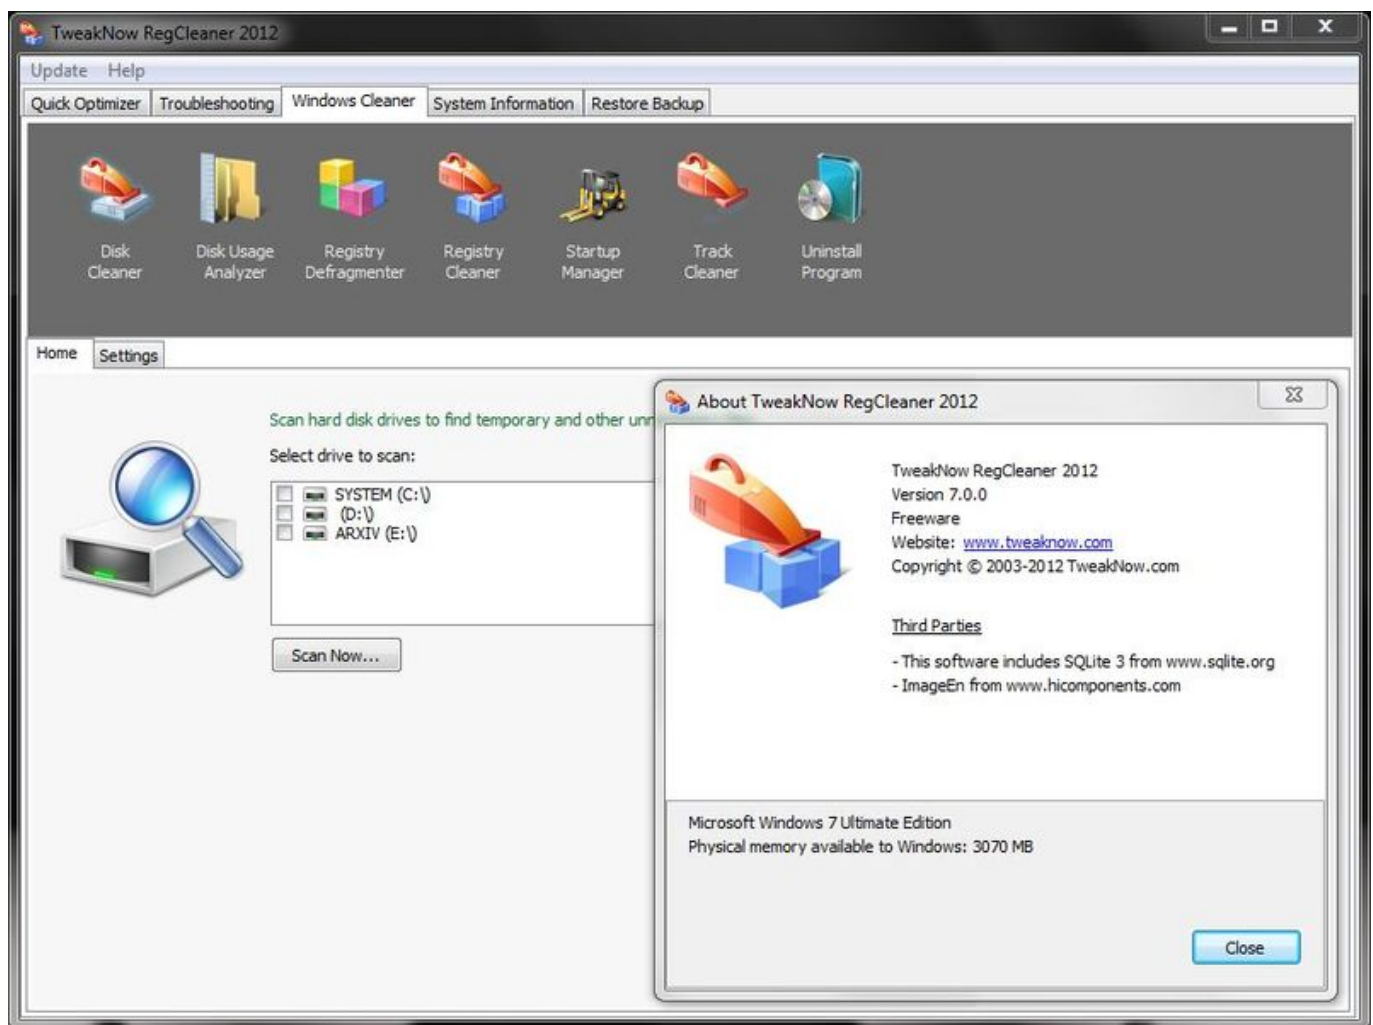 TweakNow RegCleaner 2012
Update Help
Quick Optimizer Troubleshooting Windows Cleaner System Information Restore Backup
Disk Cleaner
Disk Usage Analyzer
Registry Defragmenter
Registry Cleaner
Startup Manager
Track Cleaner
Uninstall Program
Home Settings
Scan hard disk drives to find temporary and other
Select drive to scan:
SYSTEM (C:\)
(D:\)
ARXIV (E:\)
Scan Now...
About TweakNow RegCleaner 2012
TweakNow RegCleaner 2012
Version 7.0.0
Freeware
Website: www.tweaknow.com
Copyright © 2003-2012 TweakNow.com
Third Parties
- This software includes SQLite 3 from www.sqlite.org
- ImageEn from www.hicomponents.com
Microsoft Windows 7 Ultimate Edition
Physical memory available to Windows: 3070 MB
Close